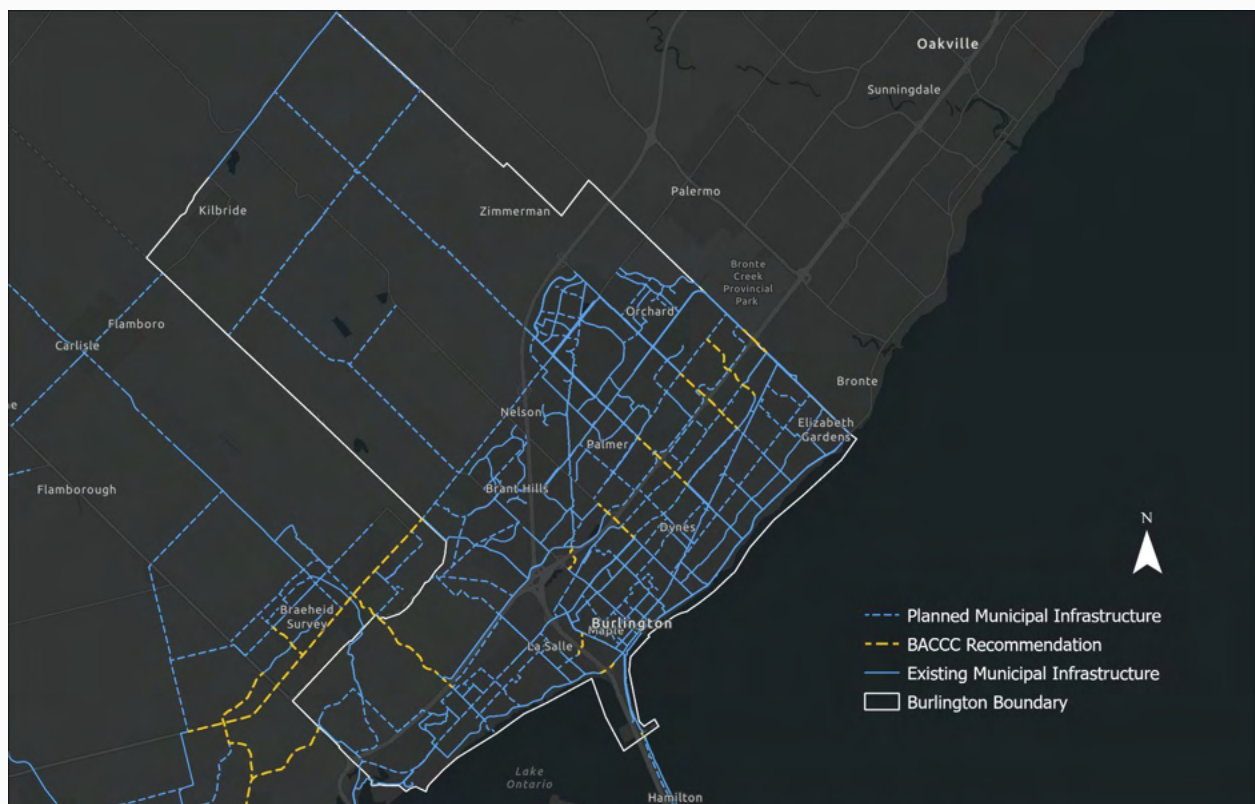 Oakville
Sunningdale
Palermo
Kilbride
Zimmerman
Bronte
Creek
Provincial
Park
Orchard
Flamboro
Carlisle
Bronte
ne
Nelson
Elizabeth
Gardens
Palmer
Flamborough
Brant Hills
Dynes
N
Braeheid
Survey
Burlington
Maple
La Salle
Planned Municipal Infrastructure
BACCC Recommendation
Existing Municipal Infrastructure
Burlington Boundary
Lake
Ontario
Hamilton